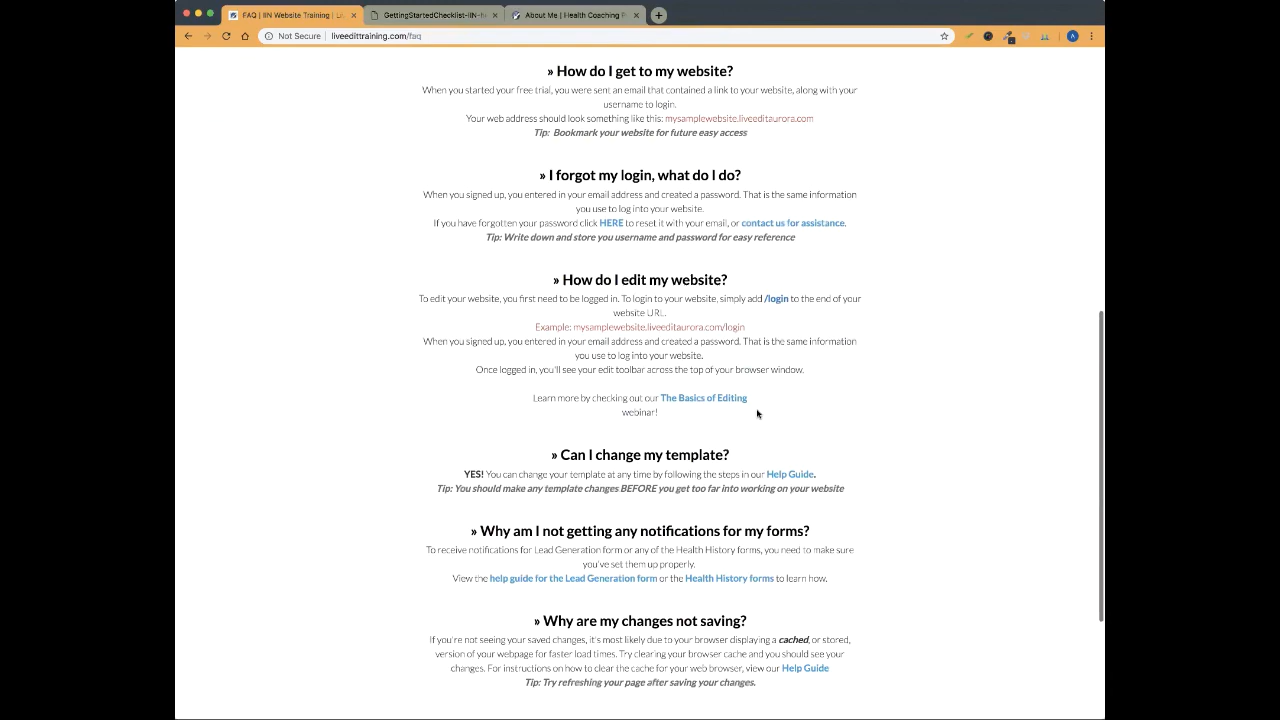 FAQ | IIN Website Training | Li
GettingStartedChecklist-IIN-fi
About Me | Health Coaching P
Not Secure | liveedittraining.com/faq
» How do I get to my website?
When you started your free trial, you were sent an email that contained a link to your website, along with your
username to login.
Your web address should look something like this: mysamplewebsite.liveeditaurora.com
Tip: Bookmark your website for future easy access
» I forgot my login, what do I do?
When you signed up, you entered in your email address and created a password. That is the same information
you use to log into your website.
If you have forgotten your password click HERE to reset it with your email, or contact us for assistance.
Tip: Write down and store you username and password for easy reference
» How do I edit my website?
To edit your website, you first need to be logged in. To login to your website, simply add /login to the end of your
website URL.
Example: mysamplewebsite.liveeditaurora.com/login
When you signed up, you entered in your email address and created a password. That is the same information
you use to log into your website.
Once logged in, you'll see your edit toolbar across the top of your browser window.
Learn more by checking out our The Basics of Editing
webinar!
» Can I change my template?
YES! You can change your template at any time by following the steps in our Help Guide.
Tip: You should make any template changes BEFORE you get too far into working on your website
» Why am I not getting any notifications for my forms?
To receive notifications for Lead Generation form or any of the Health History forms, you need to make sure
you've set them up properly.
View the help guide for the Lead Generation form or the Health History forms to learn how.
» Why are my changes not saving?
If you're not seeing your saved changes, it's most likely due to your browser displaying a cached, or stored,
version of your webpage for faster load times. Try clearing your browser cache and you should see your
changes. For instructions on how to clear the cache for your web browser, view our Help Guide
Tip: Try refreshing your page after saving your changes.